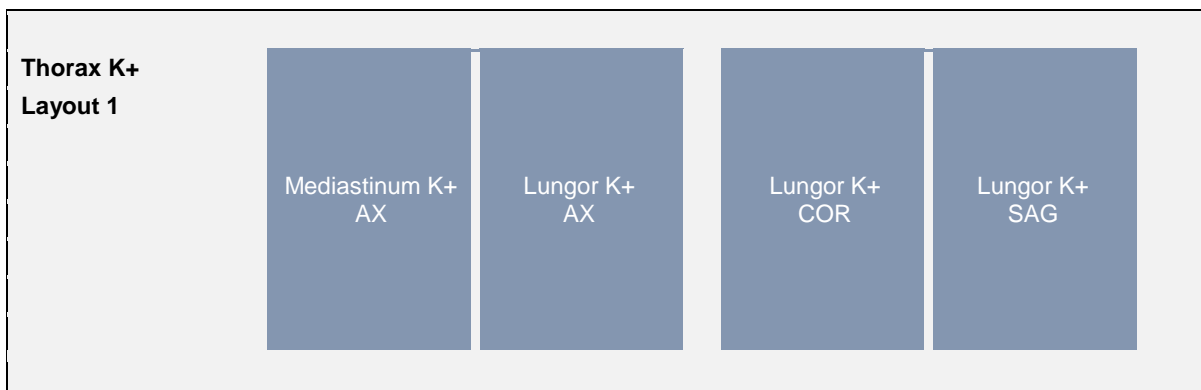 Thorax K+
Layout 1
Mediastinum K+
AX
Lungor K+
AX
Lungor K+
COR
Lungor K+
SAG